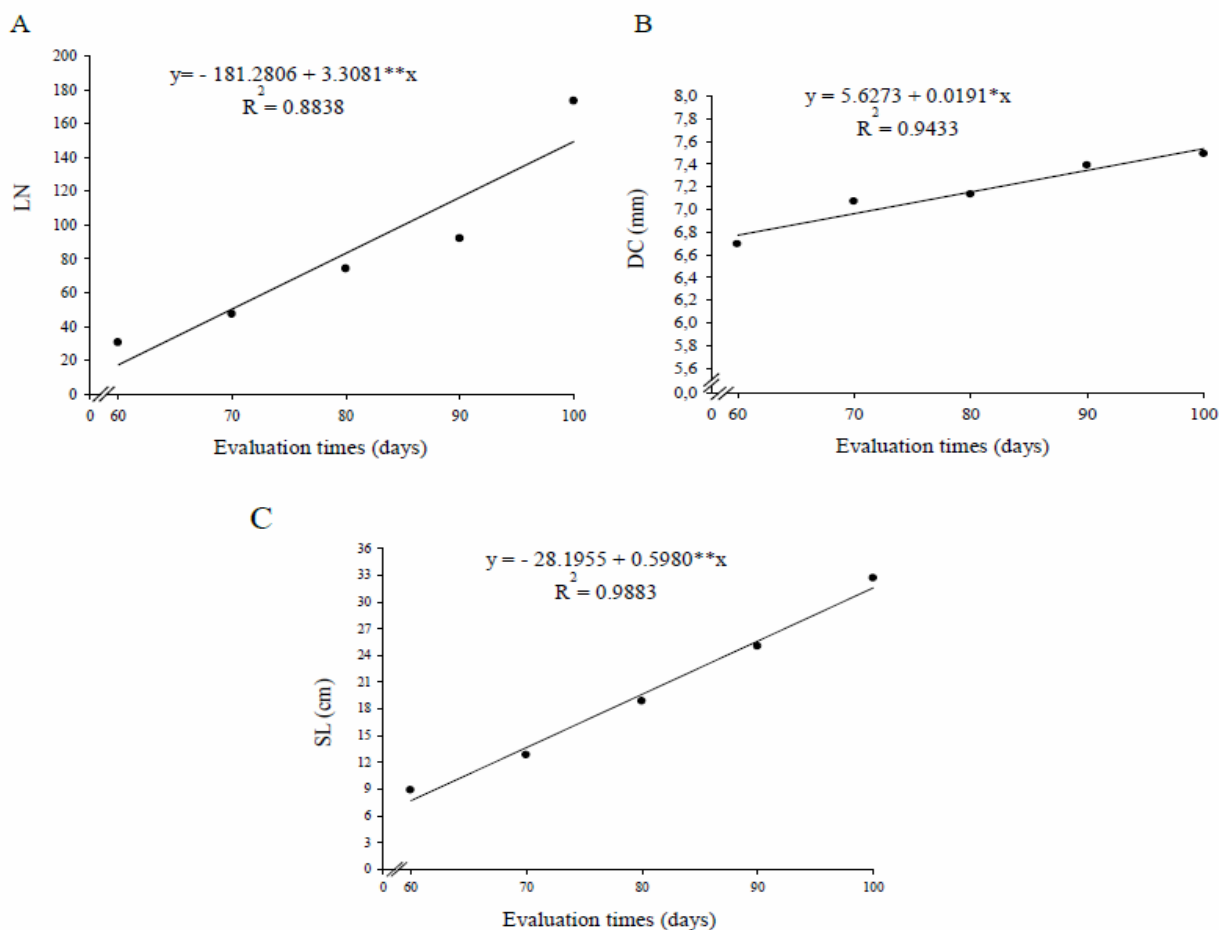 A
200
180
160
140
120
100
80
60
40
20
0
LN
y= - 181.2806 + 3.3081**x
R2 = 0.8838
0 60 70 80 90 100
Evaluation times (days)
B
8,0
7,8
7,6
7,4
7,2
7,0
6,8
6,6
6,4
6,2
6,0
5,8
5,6
0,0
DC (mm)
y = 5.6273 + 0.0191*x
R2 = 0.9433
0 60 70 80 90 100
Evaluation times (days)
C
36
33
30
27
24
21
18
15
12
9
6
3
0
SL (cm)
y = - 28.1955 + 0.5980**x
R2 = 0.9883
0 60 70 80 90 100
Evaluation times (days)